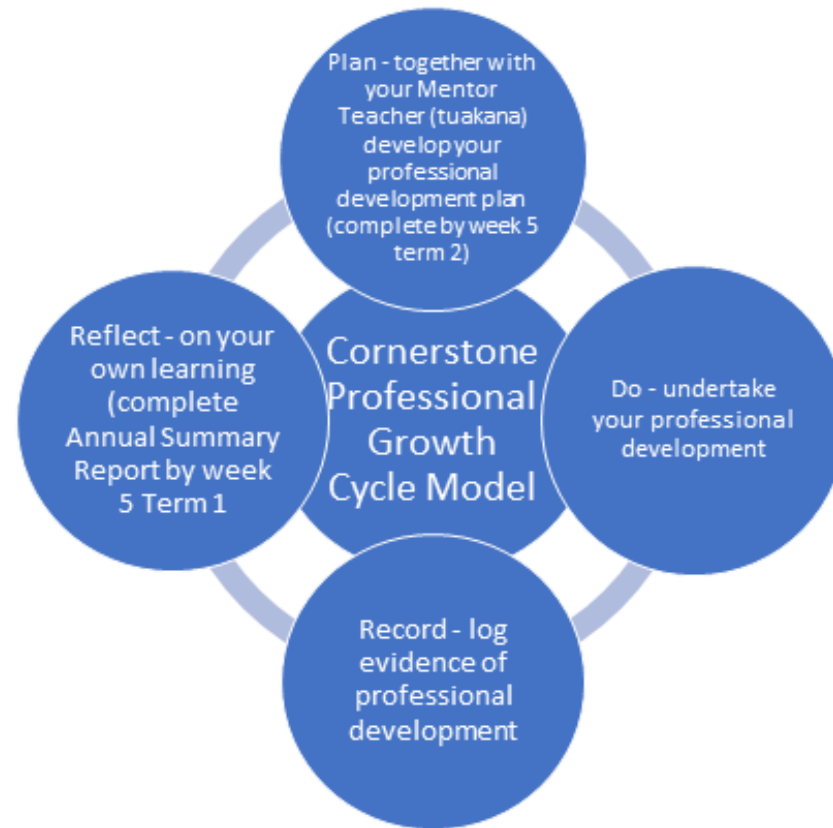 Plan - together with
your Mentor
Teacher (tuakana)
develop your
professional
development plan
(complete by week 5
term 2)
Do - undertake
your professional
development
Record - log
evidence of
professional
development
Reflect - on your
own learning
(complete
Annual Summary
Report by week
5 Term 1
Cornerstone
Professional
Growth
Cycle Model